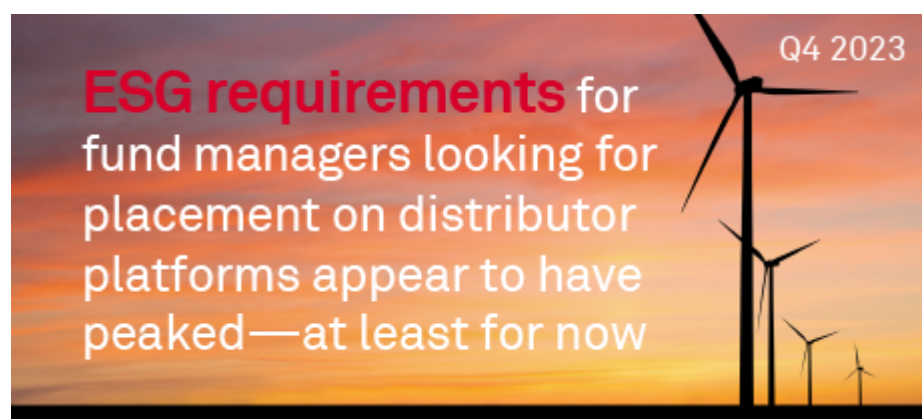 Q4 2023
ESG requirements for
fund managers looking for
placement on distributor
platforms appear to have
peaked—at least for now